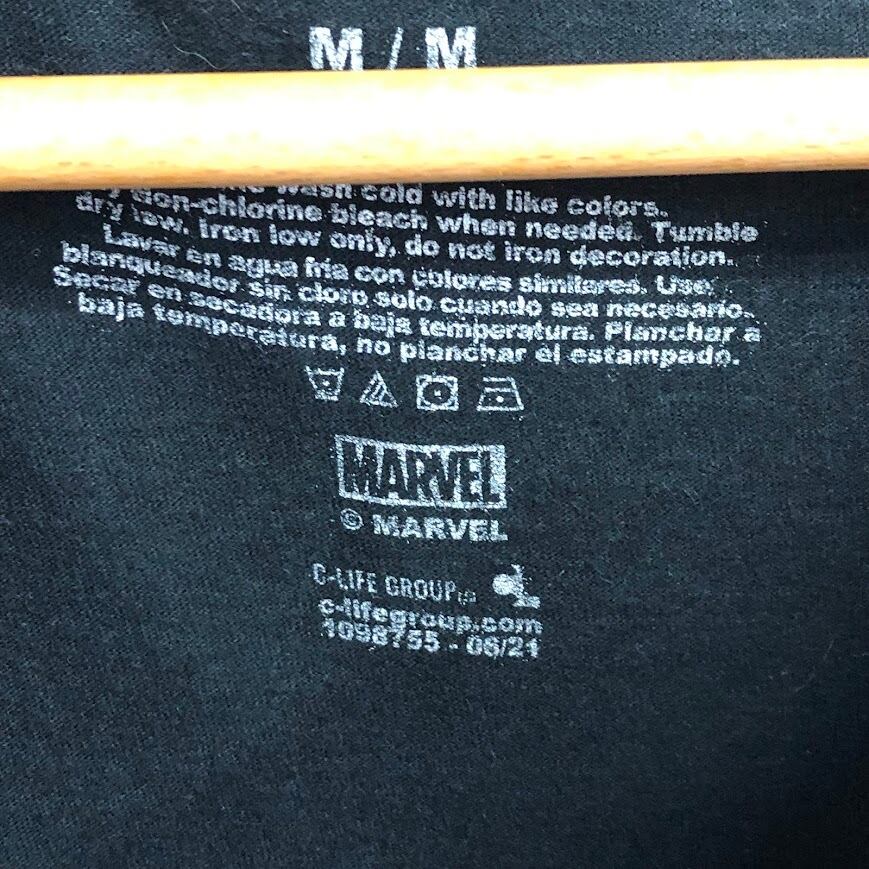 M / M
wash cold with like colors.
non-chlorine bleach when needed. Tumble
dry low. Iron low only, do not iron decoration.
Lavar en agua fria con colores similares. Use
blanqueador sin cloro solo cuando sea necesario.
Secar en secadora a baja temperatura. Planchar a
baja temperatura, no planchar el estampado.
MARVEL
© MARVEL
C-LIFE GROUP
c-lifegroup.com
1098755 - 06/21